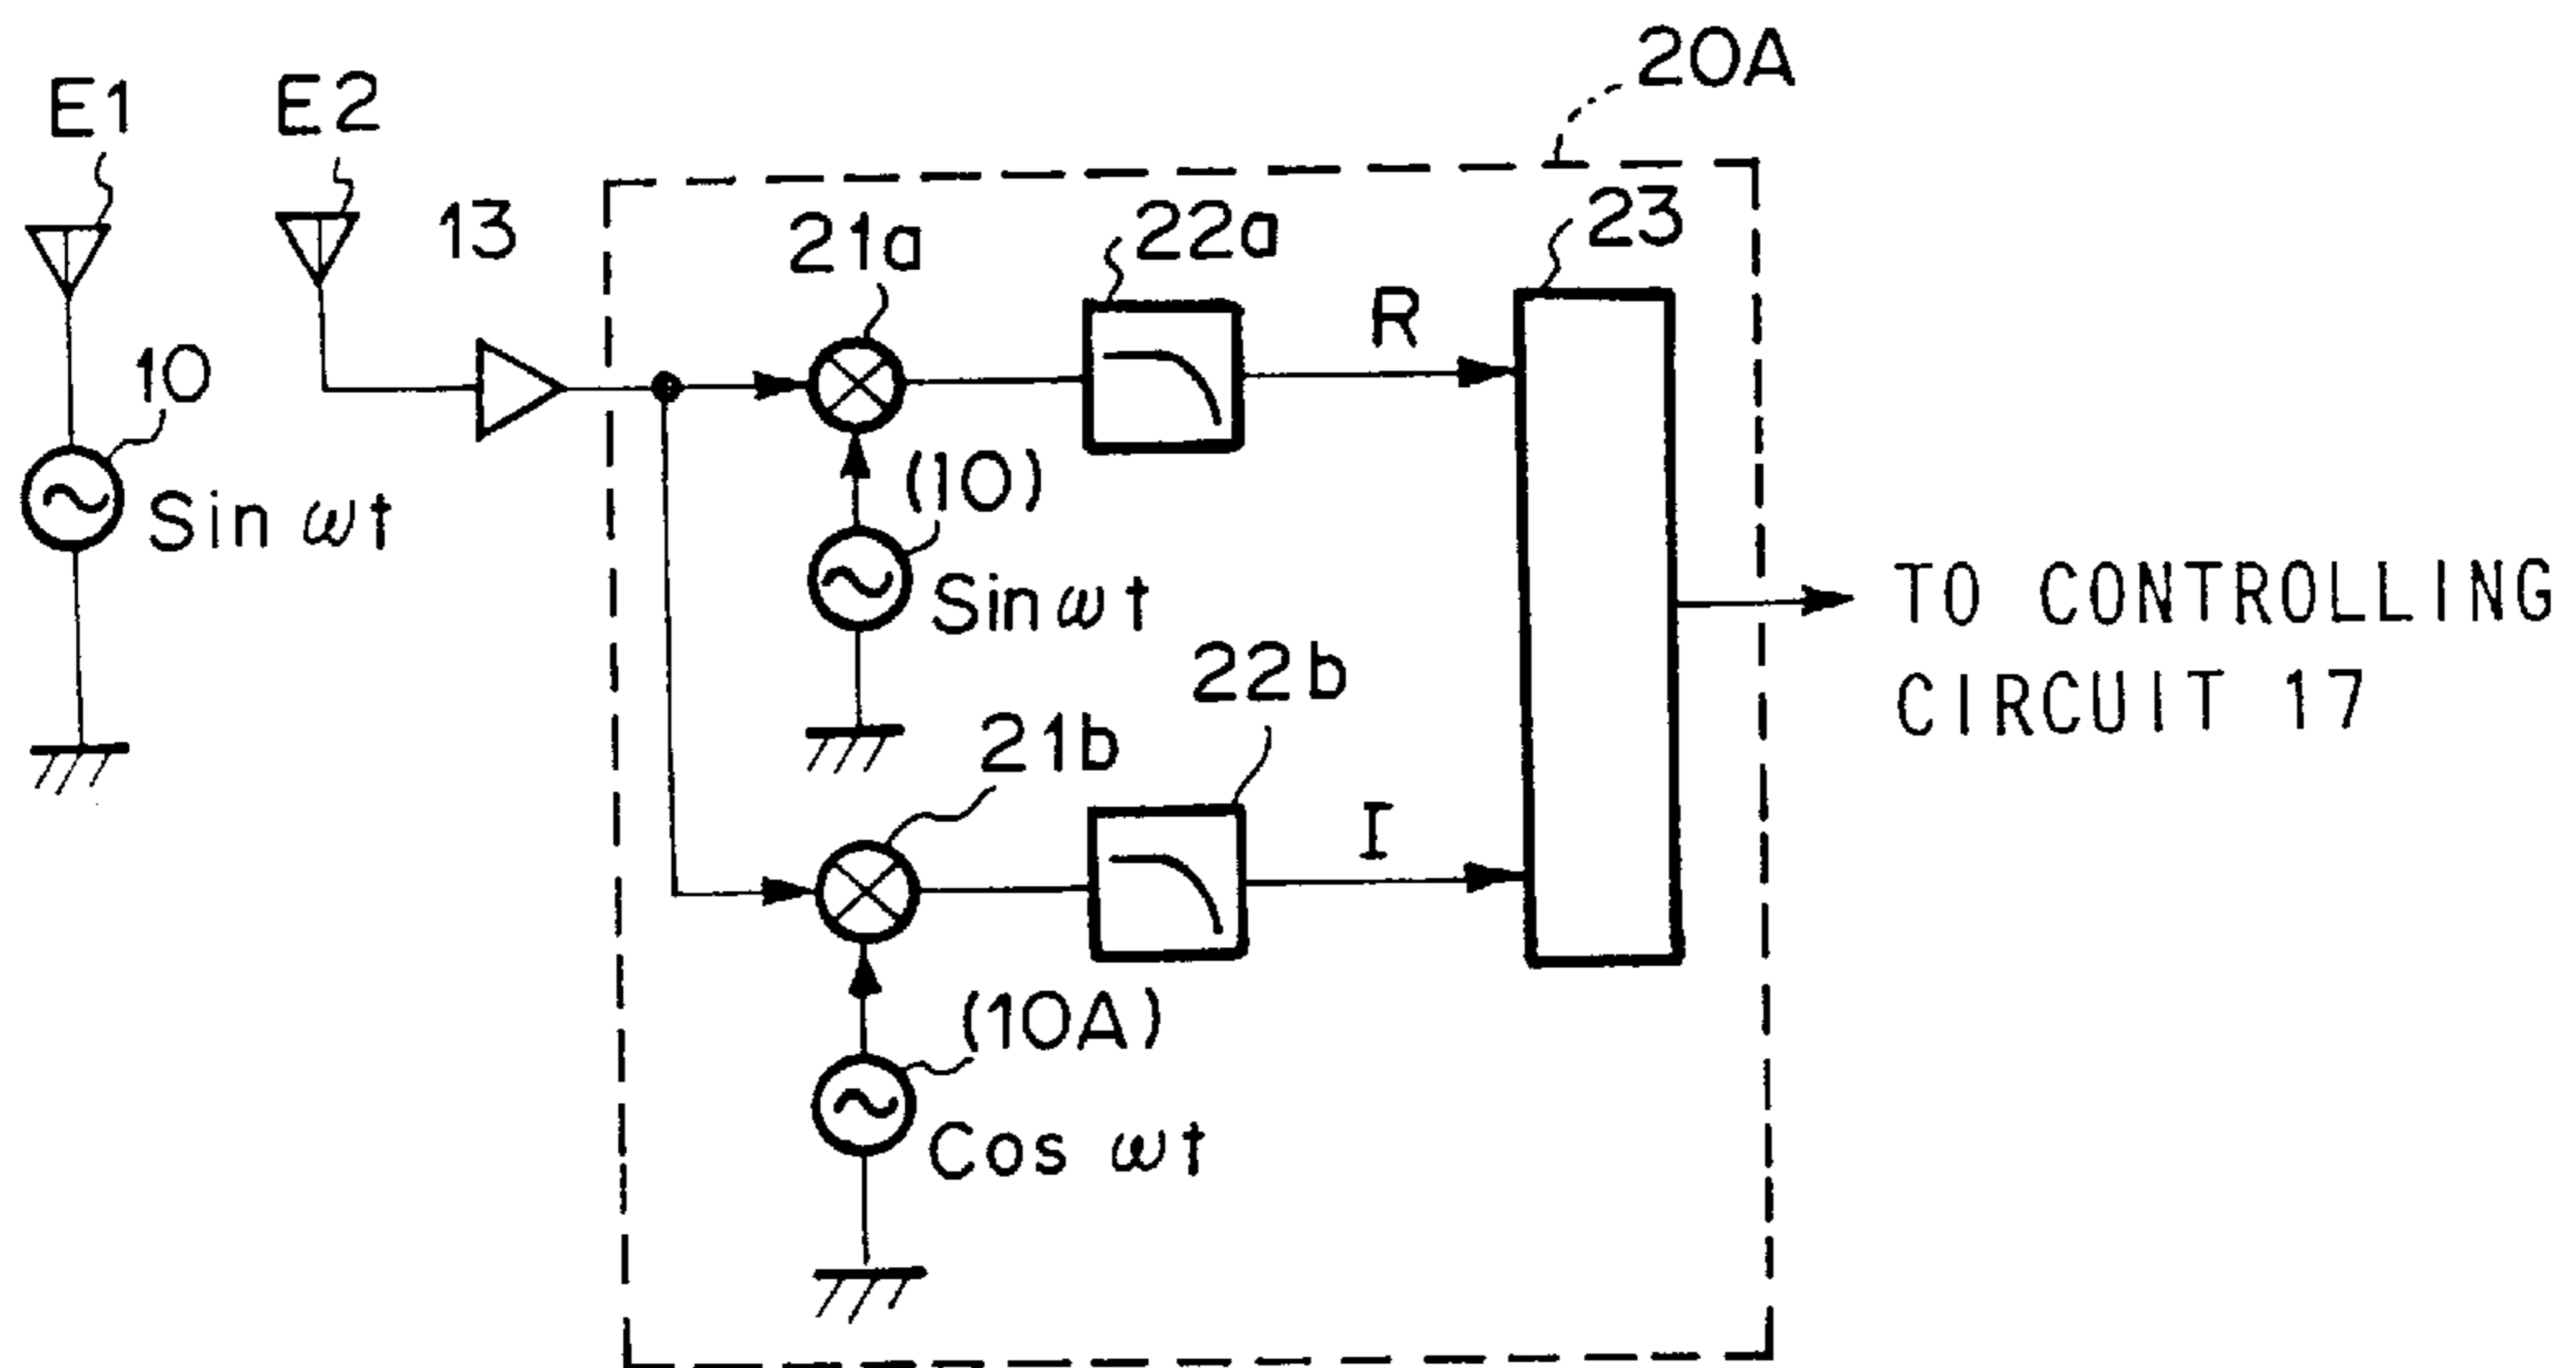 20A
E1
E2
13
21a
22a
23
R
10
Sin ωt
(10)
Sin ωt
TO CONTROLLING
CIRCUIT 17
21b
22b
I
(10A)
Cos ωt